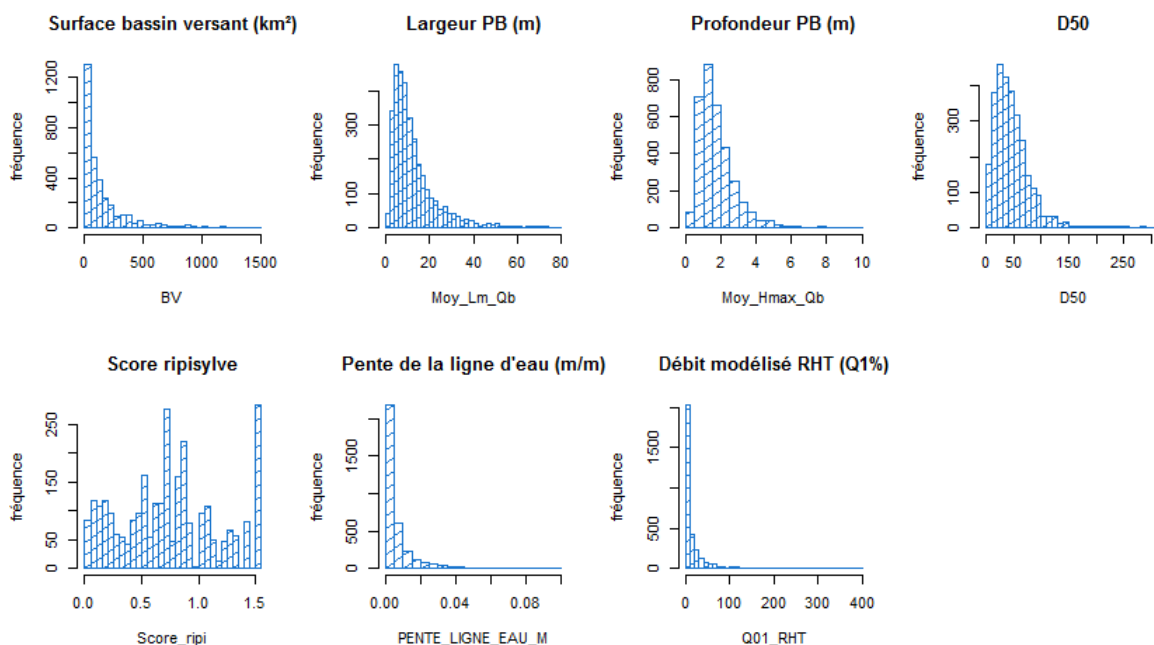 Surface bassin versant (km²)
Largeur PB (m)
Profondeur PB (m)
D50
fréquence
0 400 800 1200
0 500 1000 1500
BV
fréquence
0 100 300
0 20 40 60 80
Moy_Lm_Qb
fréquence
0 200 400 600 800
0 2 4 6 8 10
Moy_Hmax_Qb
fréquence
0 100 300
0 50 150 250
D50
Score ripisylve
Pente de la ligne d'eau (m/m)
Débit modélisé RHT (Q1%)
fréquence
0 50 150 250
0.0 0.5 1.0 1.5
Score_ripi
fréquence
0 500 1500
0.00 0.04 0.08
PENTE_LIGNE_EAU_M
fréquence
0 500 1500
0 100 200 300 400
Q01_RHT